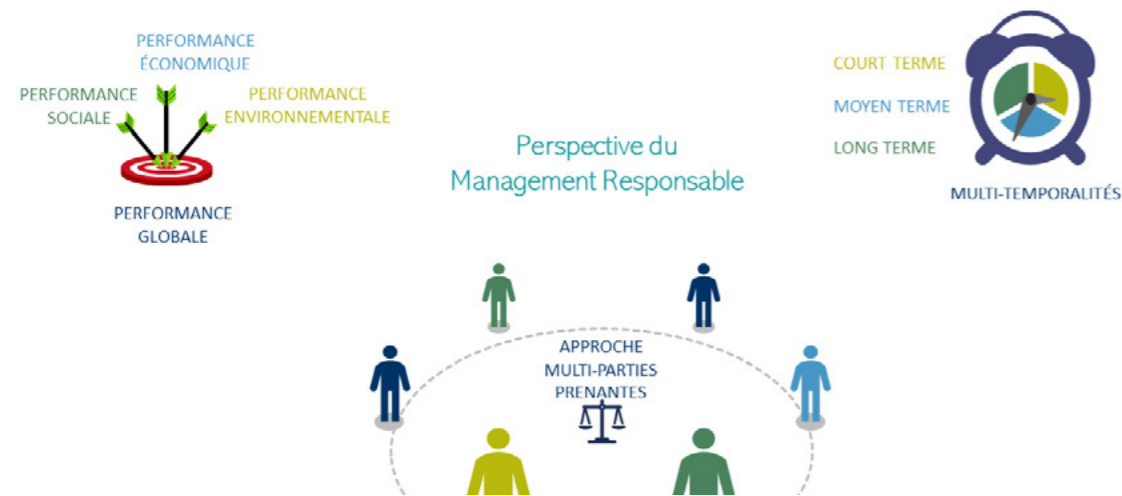 PERFORMANCE
ÉCONOMIQUE
PERFORMANCE
SOCIALE
PERFORMANCE
ENVIRONNEMENTALE
PERFORMANCE
GLOBALE
Perspective du
Management Responsable
COURT TERME
MOYEN TERME
LONG TERME
MULTI-TEMPORALITÉS
APPROCHE
MULTI-PARTIES
PRENANTES